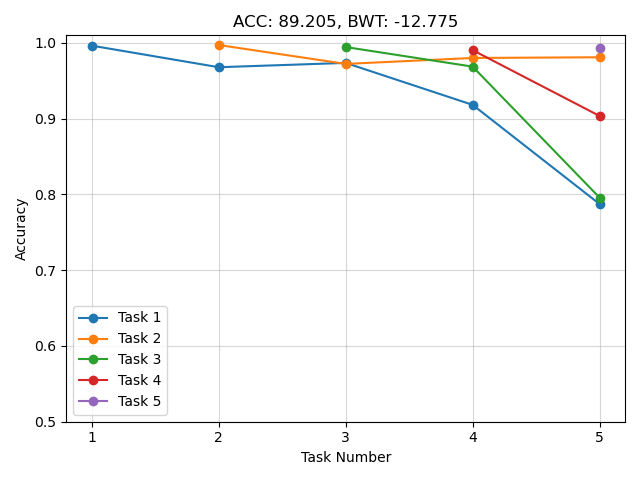 ACC: 89.205, BWT: -12.775
1.0
0.9
0.8
0.7
0.6
0.5
Accuracy
Task 1
Task 2
Task 3
Task 4
Task 5
1 2 3 4 5
Task Number